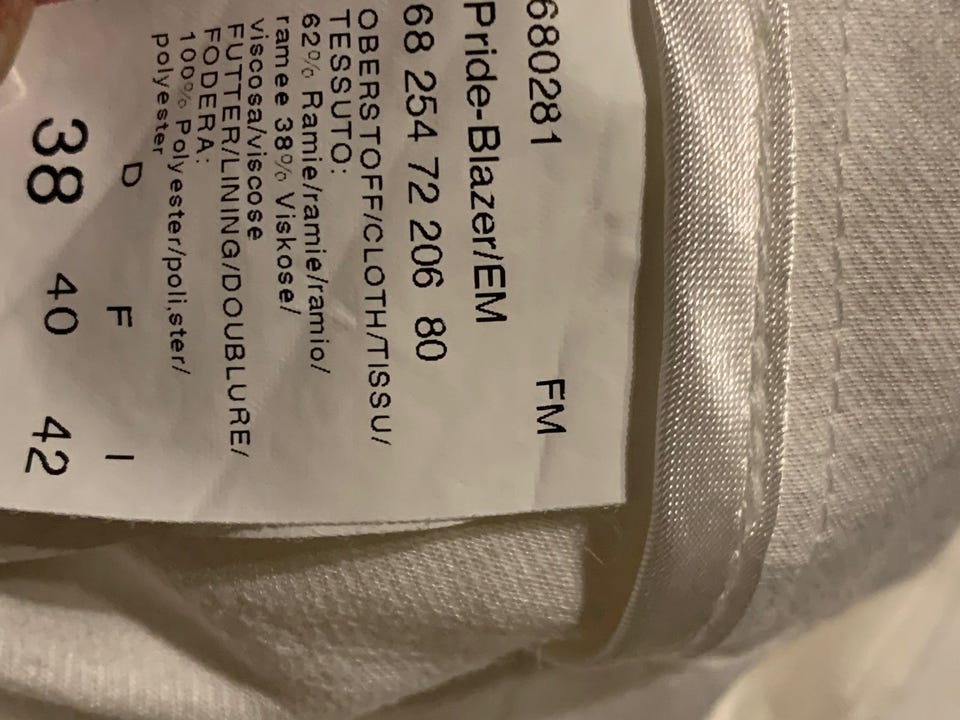 680281 FM
Pride-Blazer/EM
68 254 72 206 80
OBERSTOFF/CLOTH/TISSU/
TESSUTO:
62% Ramie/ramie/ramio/
ramee 38% Viskose/
viscosa/viscose
FUTTER/LINING/DOUBLURE/
FODERA:
100% Polyester/poli,ster/
polyester
D F I
38 40 42